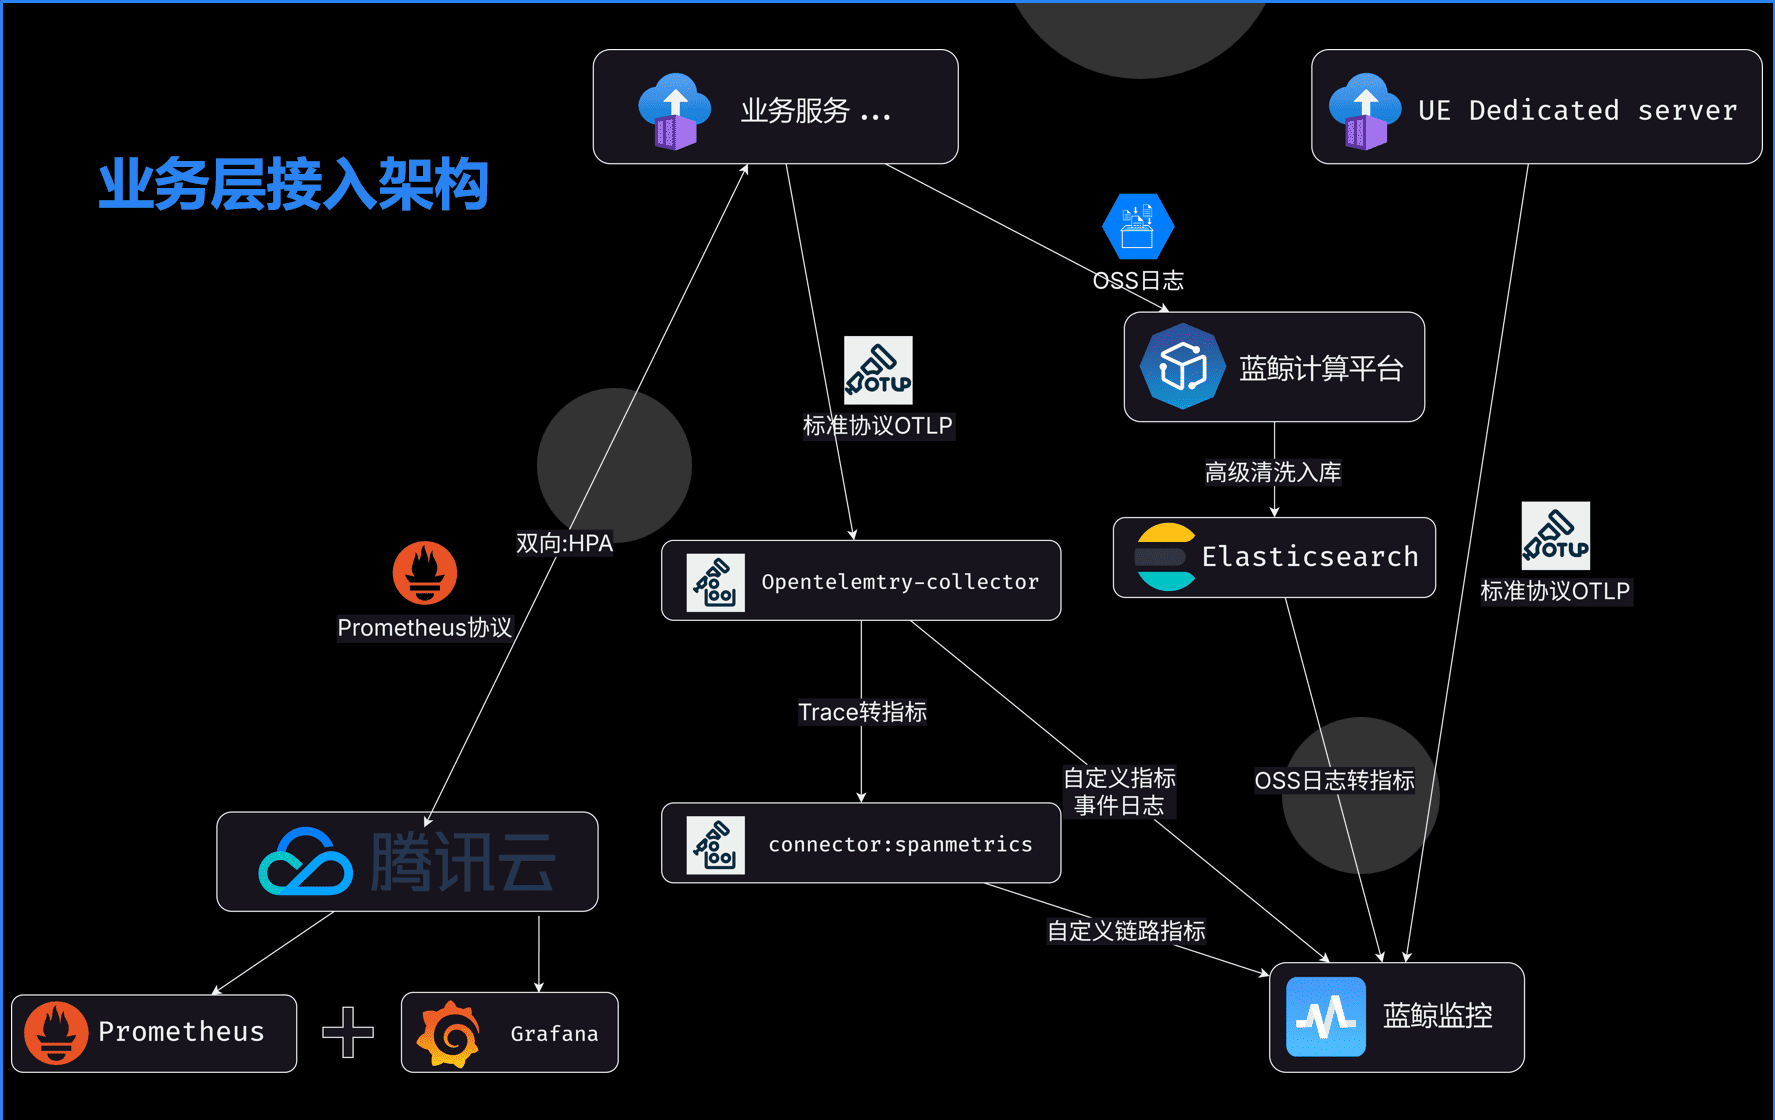 业务服务 ...
UE Dedicated server
业务层接入架构
OSS日志
OTLP
标准协议OTLP
蓝鲸计算平台
高级清洗入库
双向:HPA
Prometheus协议
Opentelemtry-collector
Elasticsearch
OTLP
标准协议OTLP
Trace转指标
自定义指标
事件日志
OSS日志转指标
腾讯云
connector:spanmetrics
自定义链路指标
Prometheus
Grafana
蓝鲸监控